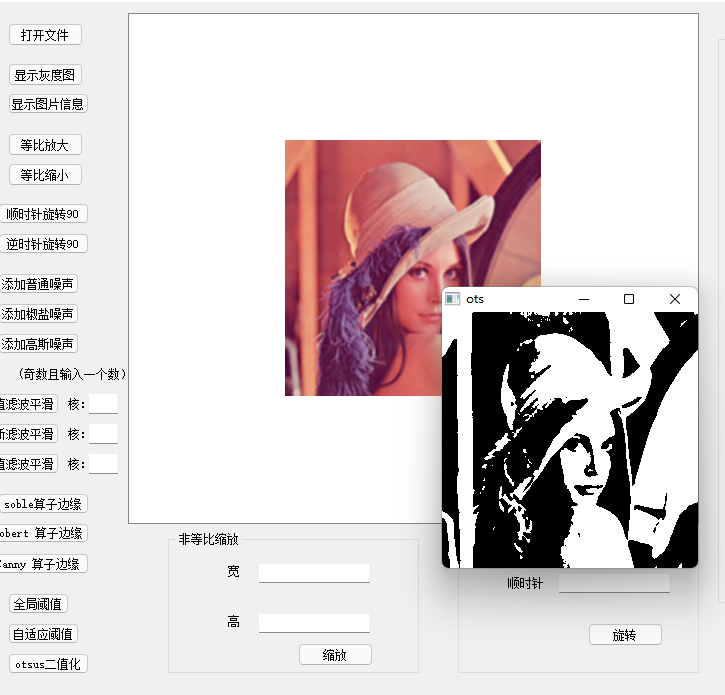 打开文件
显示灰度图
显示图片信息
等比放大
等比缩小
顺时针旋转90
逆时针旋转90
添加普通噪声
添加椒盐噪声
添加高斯噪声
(奇数且输入一个数)
值滤波平滑 核:
斯滤波平滑 核:
值滤波平滑 核:
soble算子边缘
obert 算子边缘
Canny 算子边缘
全局阈值
自适应阈值
otsus二值化
ots
非等比缩放
宽
高
缩放
顺时针
旋转